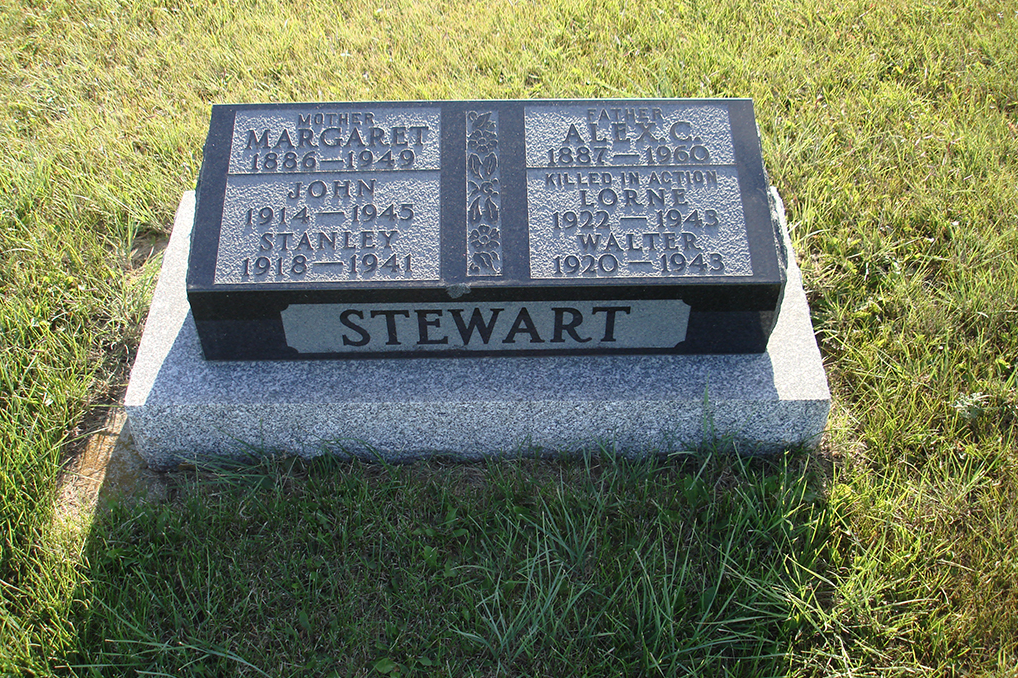 MOTHER
MARGARET
1886—1949
JOHN
1914—1945
STANLEY
1918—1941
FATHER
ALEX. C.
1887—1960
KILLED IN ACTION
LORNE
1922—1943
WALTER
1920—1943
STEWART